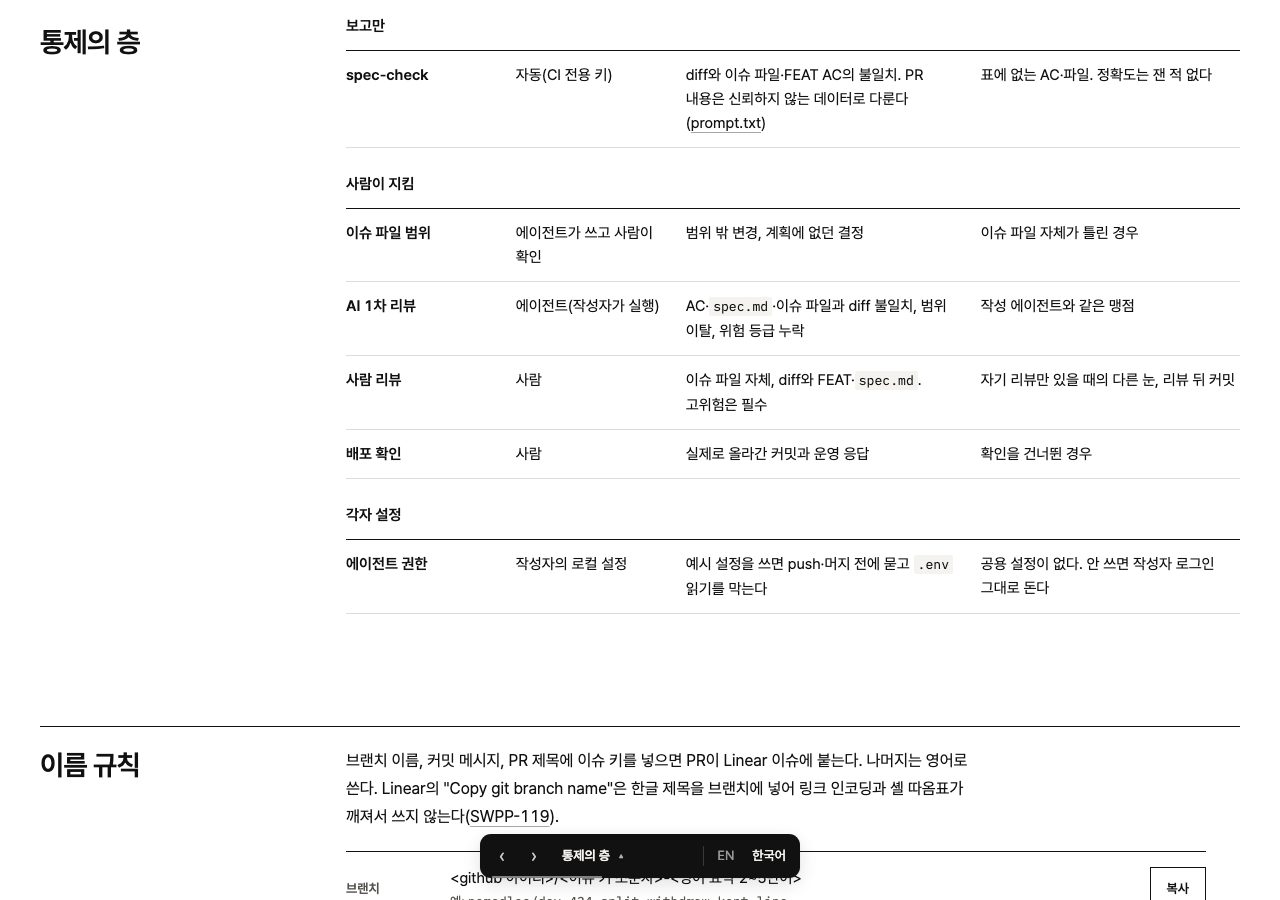 통제의 층
보고만
spec-check
자동(CI 전용 키)
diff와 이슈 파일·FEAT AC의 불일치. PR
내용은 신뢰하지 않는 데이터로 다룬다
(prompt.txt)
표에 없는 AC·파일. 정확도는 잰 적 없다
사람이 지킴
이슈 파일 범위
에이전트가 쓰고 사람이
확인
범위 밖 변경, 계획에 없던 결정
이슈 파일 자체가 틀린 경우
AI 1차 리뷰
에이전트(작성자가 실행)
AC·spec.md·이슈 파일과 diff 불일치, 범위
이탈, 위험 등급 누락
작성 에이전트와 같은 맹점
사람 리뷰
사람
이슈 파일 자체, diff와 FEAT·spec.md.
고위험은 필수
자기 리뷰만 있을 때의 다른 눈, 리뷰 뒤 커밋
배포 확인
사람
실제로 올라간 커밋과 운영 응답
확인을 건너뛴 경우
각자 설정
에이전트 권한
작성자의 로컬 설정
예시 설정을 쓰면 push·머지 전에 묻고 .env
읽기를 막는다
공용 설정이 없다. 안 쓰면 작성자 로그인
그대로 돈다
이름 규칙
브랜치 이름, 커밋 메시지, PR 제목에 이슈 키를 넣으면 PR이 Linear 이슈에 붙는다. 나머지는 영어로
쓴다. Linear의 "Copy git branch name"은 한글 제목을 브랜치에 넣어 링크 인코딩과 셸 따옴표가
깨져서 쓰지 않는다(SWPP-119).
‹ › 통제의 층 ▲ EN 한국어
브랜치
<github
복사